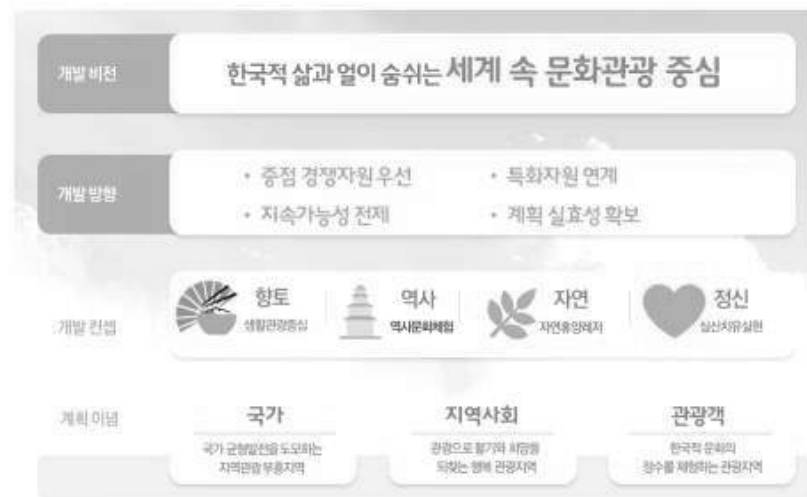 개발 비전
한국적 삶과 얼이 숨쉬는 세계 속 문화관광 중심
개발 방향
• 중점 경쟁자원 우선
• 특화자원 연계
• 지속가능성 전제
• 계획 실효성 확보
개발 컨셉
향토
생활관광중심
역사
역사문화체험
자연
자연휴양레저
정신
심신치유실현
계획 이념
국가
국가 균형발전을 도모하는
지역관광 부흥지역
지역사회
관광으로 활기와 희망을
되찾는 행복 관광지역
관광객
한국적 문화의
정수를 체험하는 관광지역